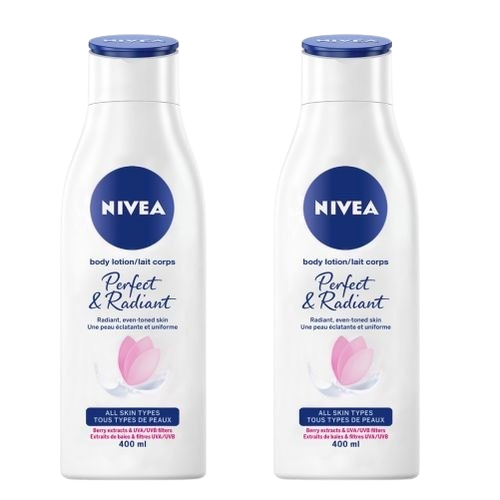 NIVEA
body lotion/lait corps
Perfect
& Radiant
Radiant, even-toned skin
Une peau éclatante et uniforme
ALL SKIN TYPES
TOUS TYPES DE PEAUX
Berry extracts & UVA/UVB filters
Extraits de baies & filtres UVA/UVB
400 ml
NIVEA
body lotion/lait corps
Perfect
& Radiant
Radiant, even-toned skin
Une peau éclatante et uniforme
ALL SKIN TYPES
TOUS TYPES DE PEAUX
Berry extracts & UVA/UVB filters
Extraits de baies & filtres UVA/UVB
400 ml